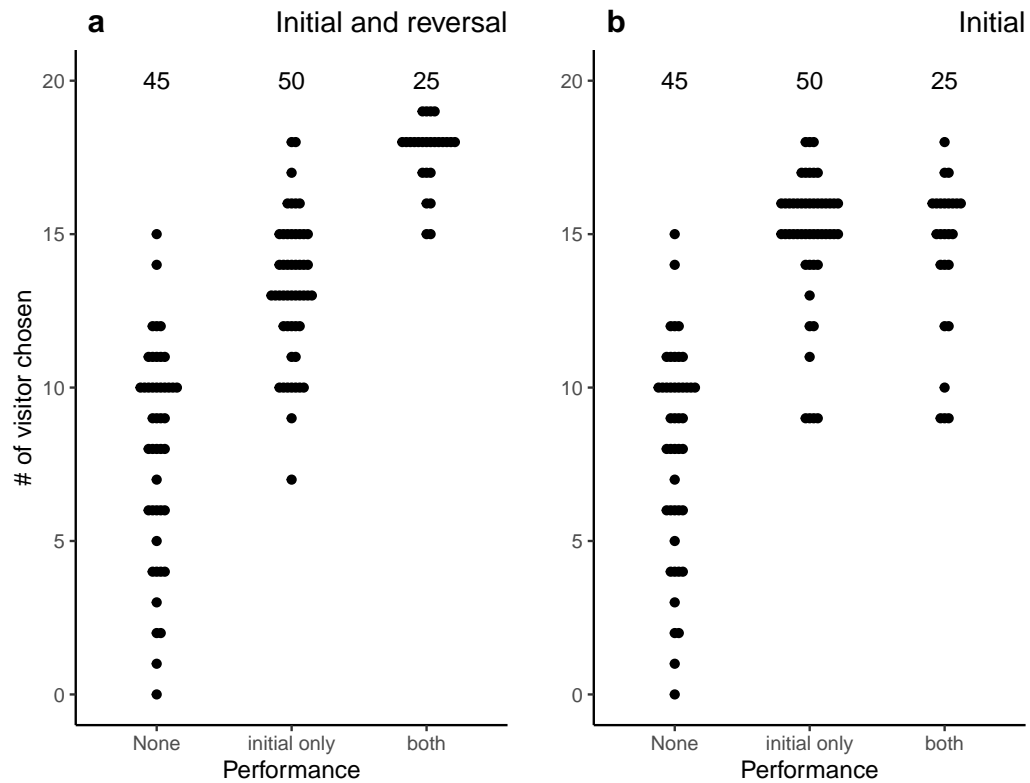 a Initial and reversal
20
15
10
5
0
45 50 25
# of visitor chosen
None initial only both
Performance
b Initial
20
15
10
5
0
45 50 25
None initial only both
Performance